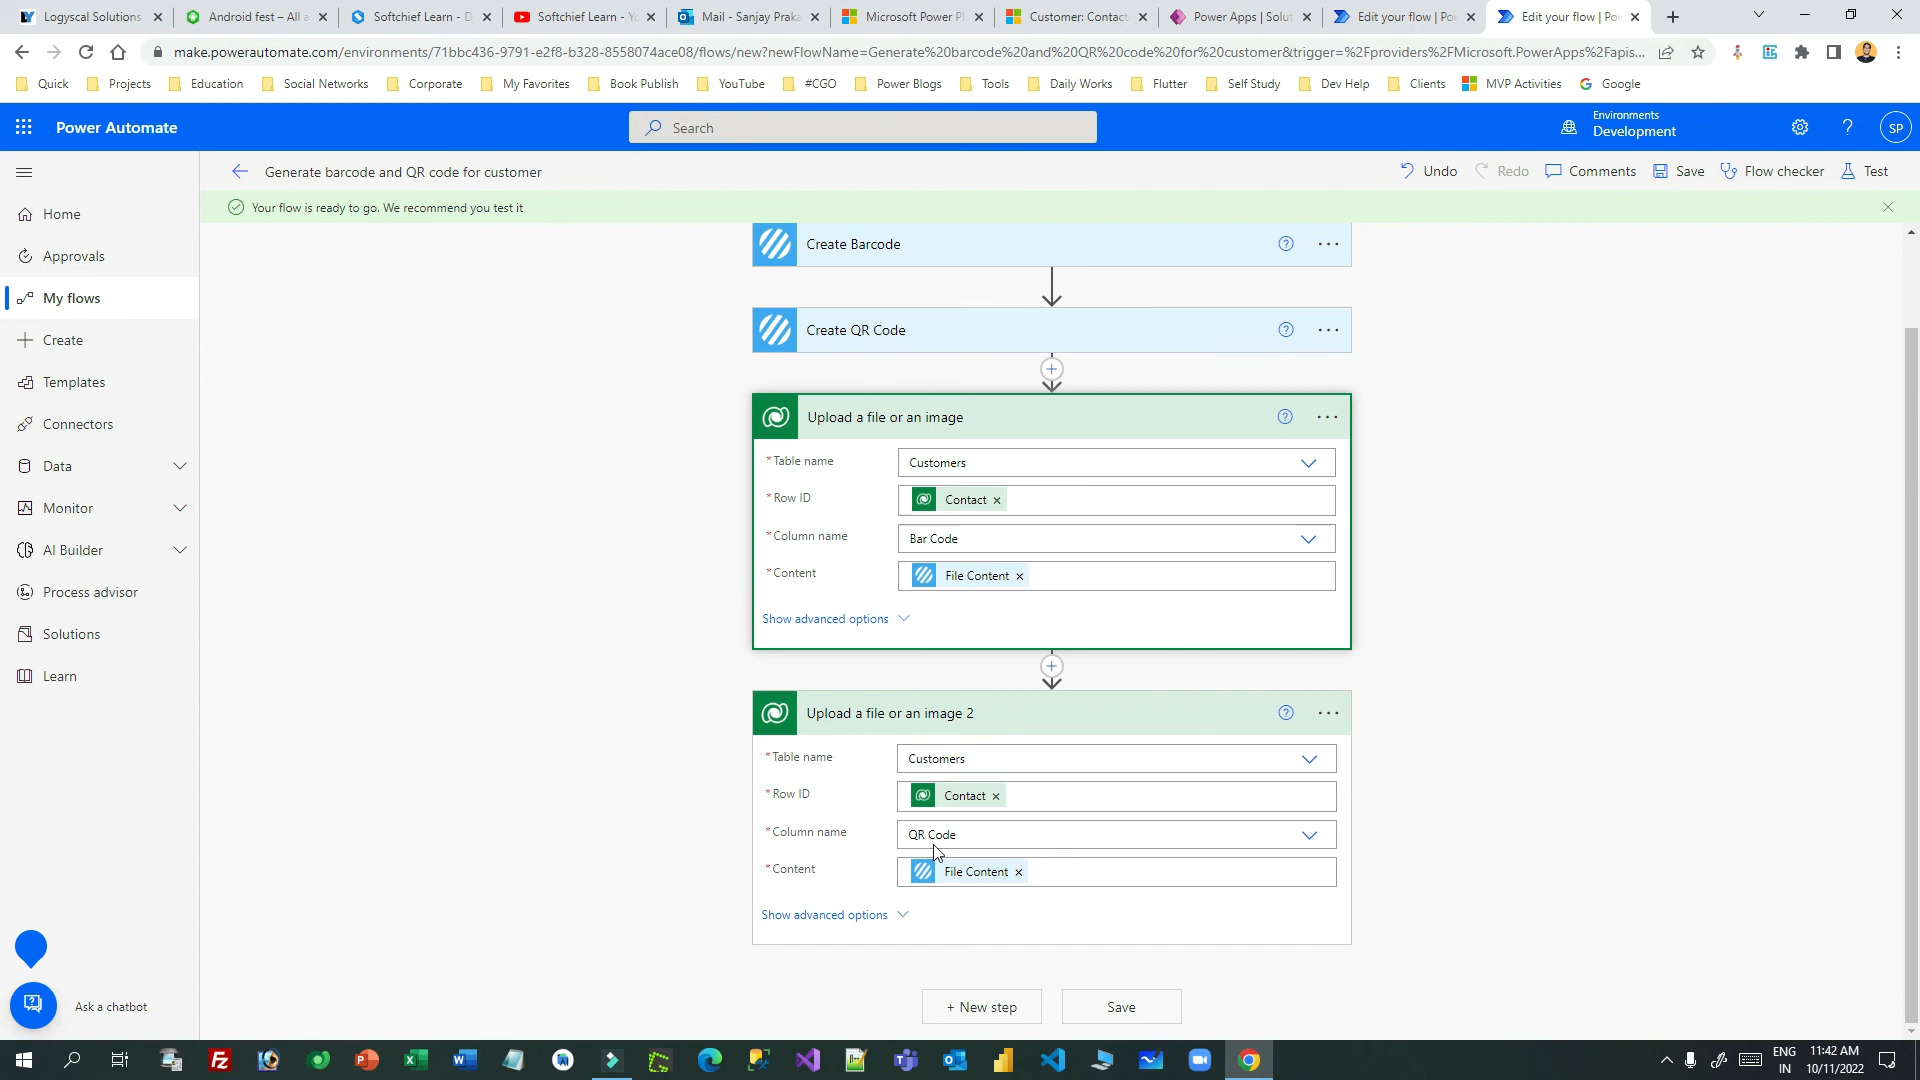 Logyscal Solutions
Android fest – All a
Softchief Learn - D
Softchief Learn - Yo
Mail - Sanjay Praka
Microsoft Power Pl
Customer: Contact:
Power Apps | Solut
Edit your flow | Pow
Edit your flow | Pow
make.powerautomate.com/environments/71bbc436-9791-e2f8-b328-8558074ace08/flows/new?newFlowName=Generate%20barcode%20and%20QR%20code%20for%20customer&trigger=%2Fproviders%2FMicrosoft.PowerApps%2Fapis...
Quick
Projects
Education
Social Networks
Corporate
My Favorites
Book Publish
YouTube
#CGO
Power Blogs
Tools
Daily Works
Flutter
Self Study
Dev Help
Clients
MVP Activities
Google
Power Automate
Search
Environments
Development
SP
Generate barcode and QR code for customer
Undo
Redo
Comments
Save
Flow checker
Test
Your flow is ready to go. We recommend you test it
Home
Approvals
My flows
Create
Templates
Connectors
Data
Monitor
AI Builder
Process advisor
Solutions
Learn
Ask a chatbot
Create Barcode
Create QR Code
Upload a file or an image
*Table name
Customers
*Row ID
Contact
*Column name
Bar Code
*Content
File Content
Show advanced options
Upload a file or an image 2
*Table name
Customers
*Row ID
Contact
*Column name
QR Code
*Content
File Content
Show advanced options
+ New step
Save
ENG
IN
11:42 AM
10/11/2022